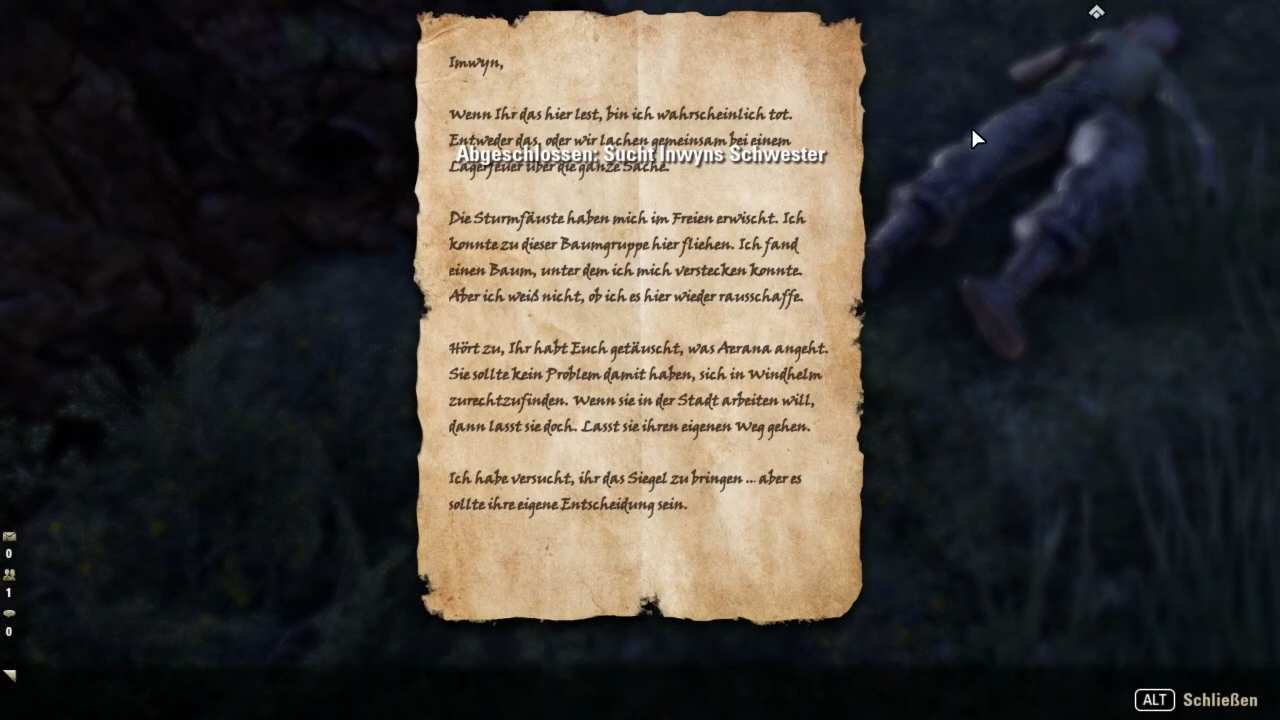 Imwyn,
Wenn Ihr das hier lest, bin ich wahrscheinlich tot.
Entweder das, oder wir lachen gemeinsam bei einem
Abgeschlossen: Sucht Inwyns Schwester
Lagerfeuer über die ganze Sache.
Die Sturmfäuste haben mich im Freien erwischt. Ich
konnte zu dieser Baumgruppe hier fliehen. Ich fand
einen Baum, unter dem ich mich verstecken konnte.
Aber ich weiß nicht, ob ich es hier wieder rausschaffe.
Hört zu, Ihr habt Euch getäuscht, was Aerana angeht.
Sie sollte kein Problem damit haben, sich in Windhelm
zurechtzufinden. Wenn sie in der Stadt arbeiten will,
dann lasst sie doch. Lasst sie ihren eigenen Weg gehen.
Ich habe versucht, ihr das Siegel zu bringen ... aber es
sollte ihre eigene Entscheidung sein.
0
1
0
ALT Schließen